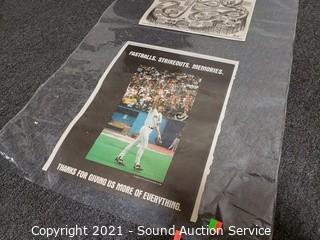 FASTBALLS. STRIKEOUTS. MEMORIES.
THANKS FOR GIVING US MORE OF EVERYTHING.
Copyright 2021 - Sound Auction Service